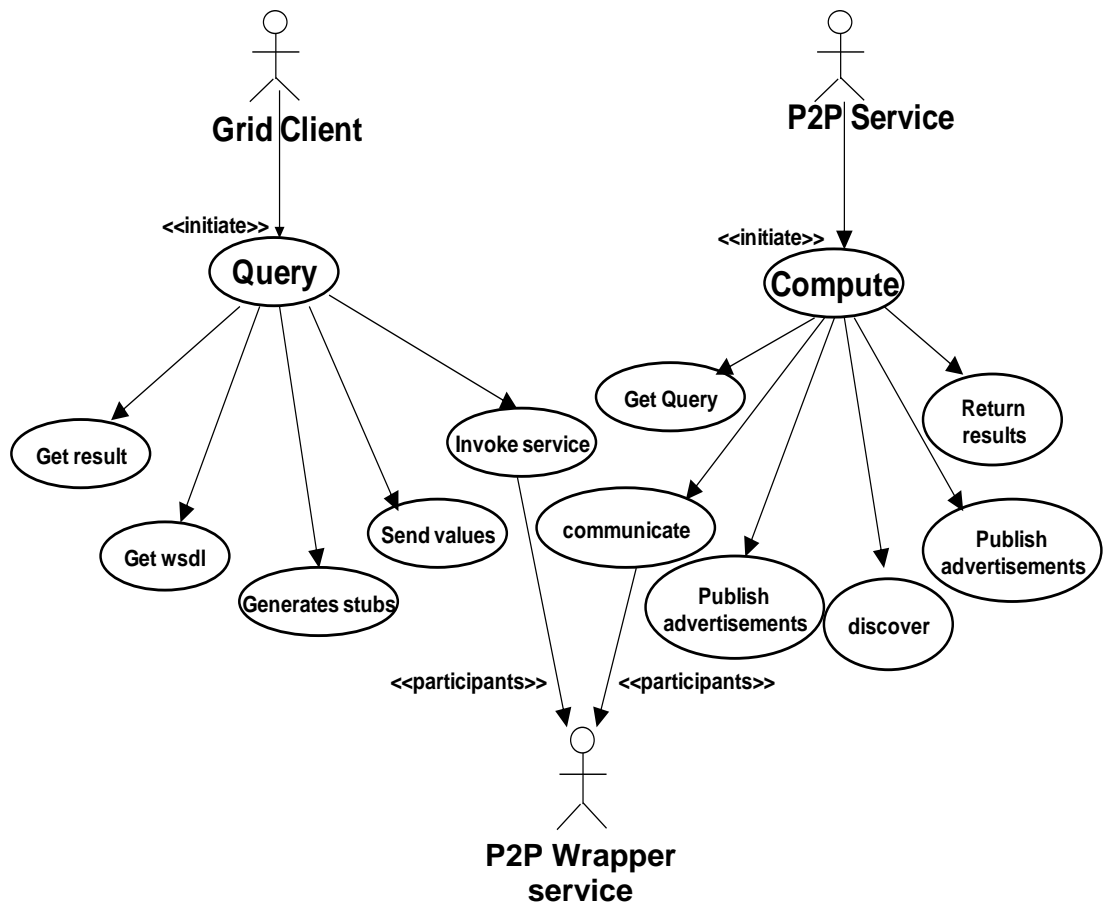 Grid Client
P2P Service
<<initiate>>
<<initiate>>
Query
Compute
Get Query
Return
results
Get result
Invoke service
Send values
communicate
Get wsdl
Publish
advertisements
Generates stubs
Publish
advertisements
discover
<<participants>>
<<participants>>
P2P Wrapper
service